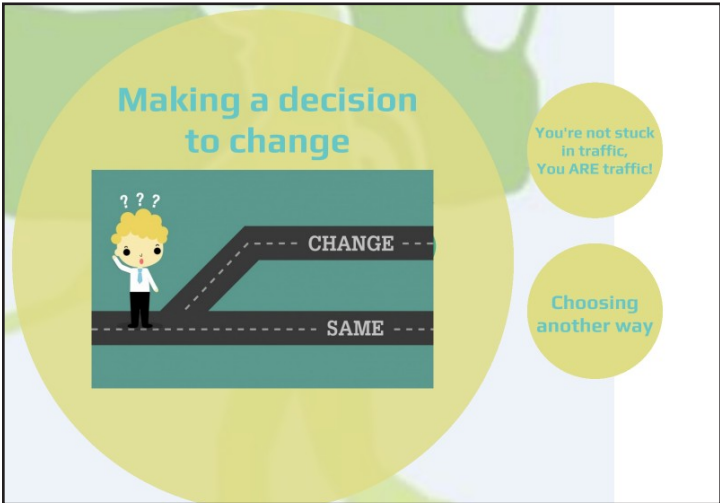 Making a decision
to change
? ? ?
CHANGE
SAME
You're not stuck
in traffic,
You ARE traffic!
Choosing
another way